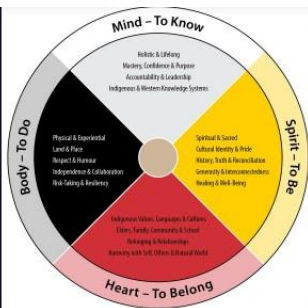 Mind – To Know
Holistic & Lifelong
Mastery, Confidence & Purpose
Accountability & Leadership
Indigenous & Western Knowledge Systems
Body – To Do
Physical & Experiential
Land & Place
Respect & Humour
Independence & Collaboration
Risk-Taking & Resiliency
Spirit – To Be
Spiritual & Sacred
Cultural Identity & Pride
History, Truth & Reconciliation
Generosity & Interconnectedness
Healing & Well-Being
Indigenous Values, Languages & Cultures
Elders, Family, Community & School
Belonging & Relationships
Harmony with Self, Others & Natural World
Heart – To Belong